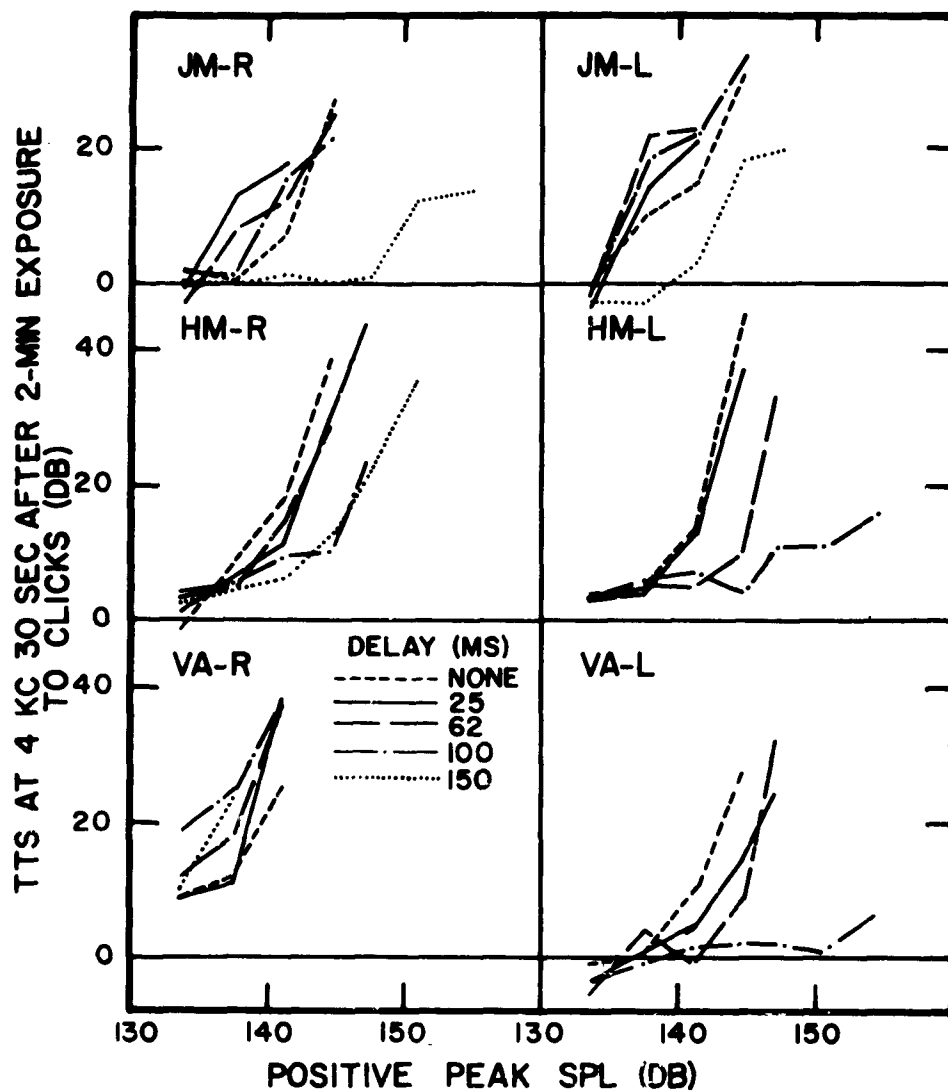 TTS AT 4 KC 30 SEC AFTER 2-MIN EXPOSURE
TO CLICKS (DB)
JM-R
JM-L
20
0
HM-R
HM-L
40
20
0
VA-R
VA-L
DELAY (MS)
NONE
25
62
100
150
40
20
0
130
140
150
130
140
150
POSITIVE PEAK SPL (DB)